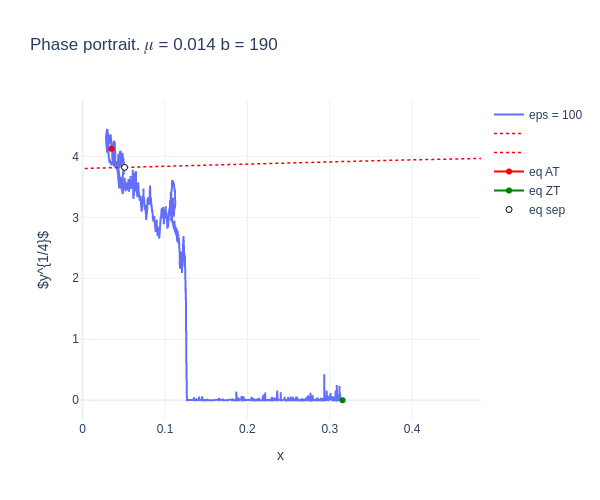 Phase portrait. 𝜇 = 0.014 b = 190
eps = 100
eq AT
eq ZT
eq sep
$y^{1/4}$
4
3
2
1
0
0
0.1
0.2
0.3
0.4
x